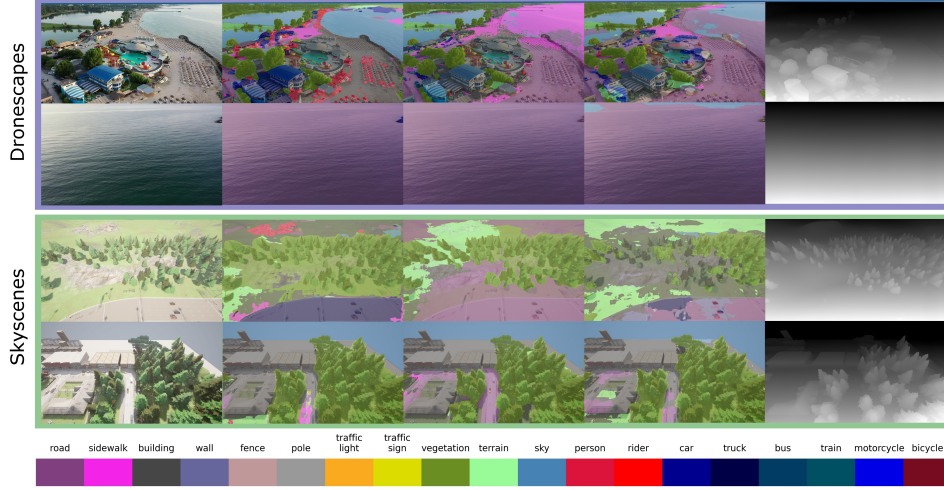 Dronescapes
Skyscenes
road sidewalk building wall fence pole traffic light traffic sign vegetation terrain sky person rider car truck bus train motorcycle bicycle